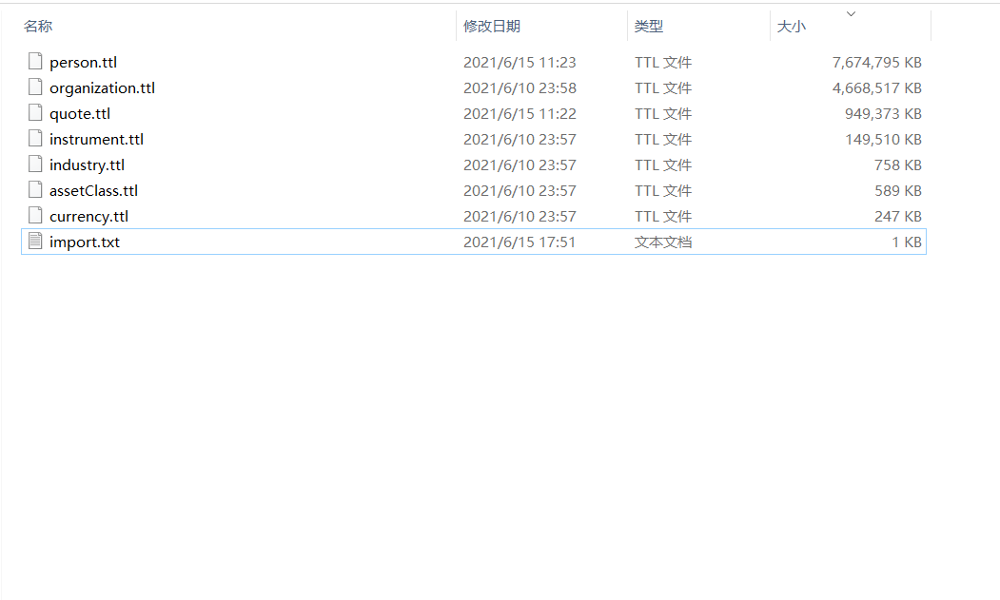 名称 修改日期 类型 大小
person.ttl 2021/6/15 11:23 TTL 文件 7,674,795 KB
organization.ttl 2021/6/10 23:58 TTL 文件 4,668,517 KB
quote.ttl 2021/6/15 11:22 TTL 文件 949,373 KB
instrument.ttl 2021/6/10 23:57 TTL 文件 149,510 KB
industry.ttl 2021/6/10 23:57 TTL 文件 758 KB
assetClass.ttl 2021/6/10 23:57 TTL 文件 589 KB
currency.ttl 2021/6/10 23:57 TTL 文件 247 KB
import.txt 2021/6/15 17:51 文本文档 1 KB